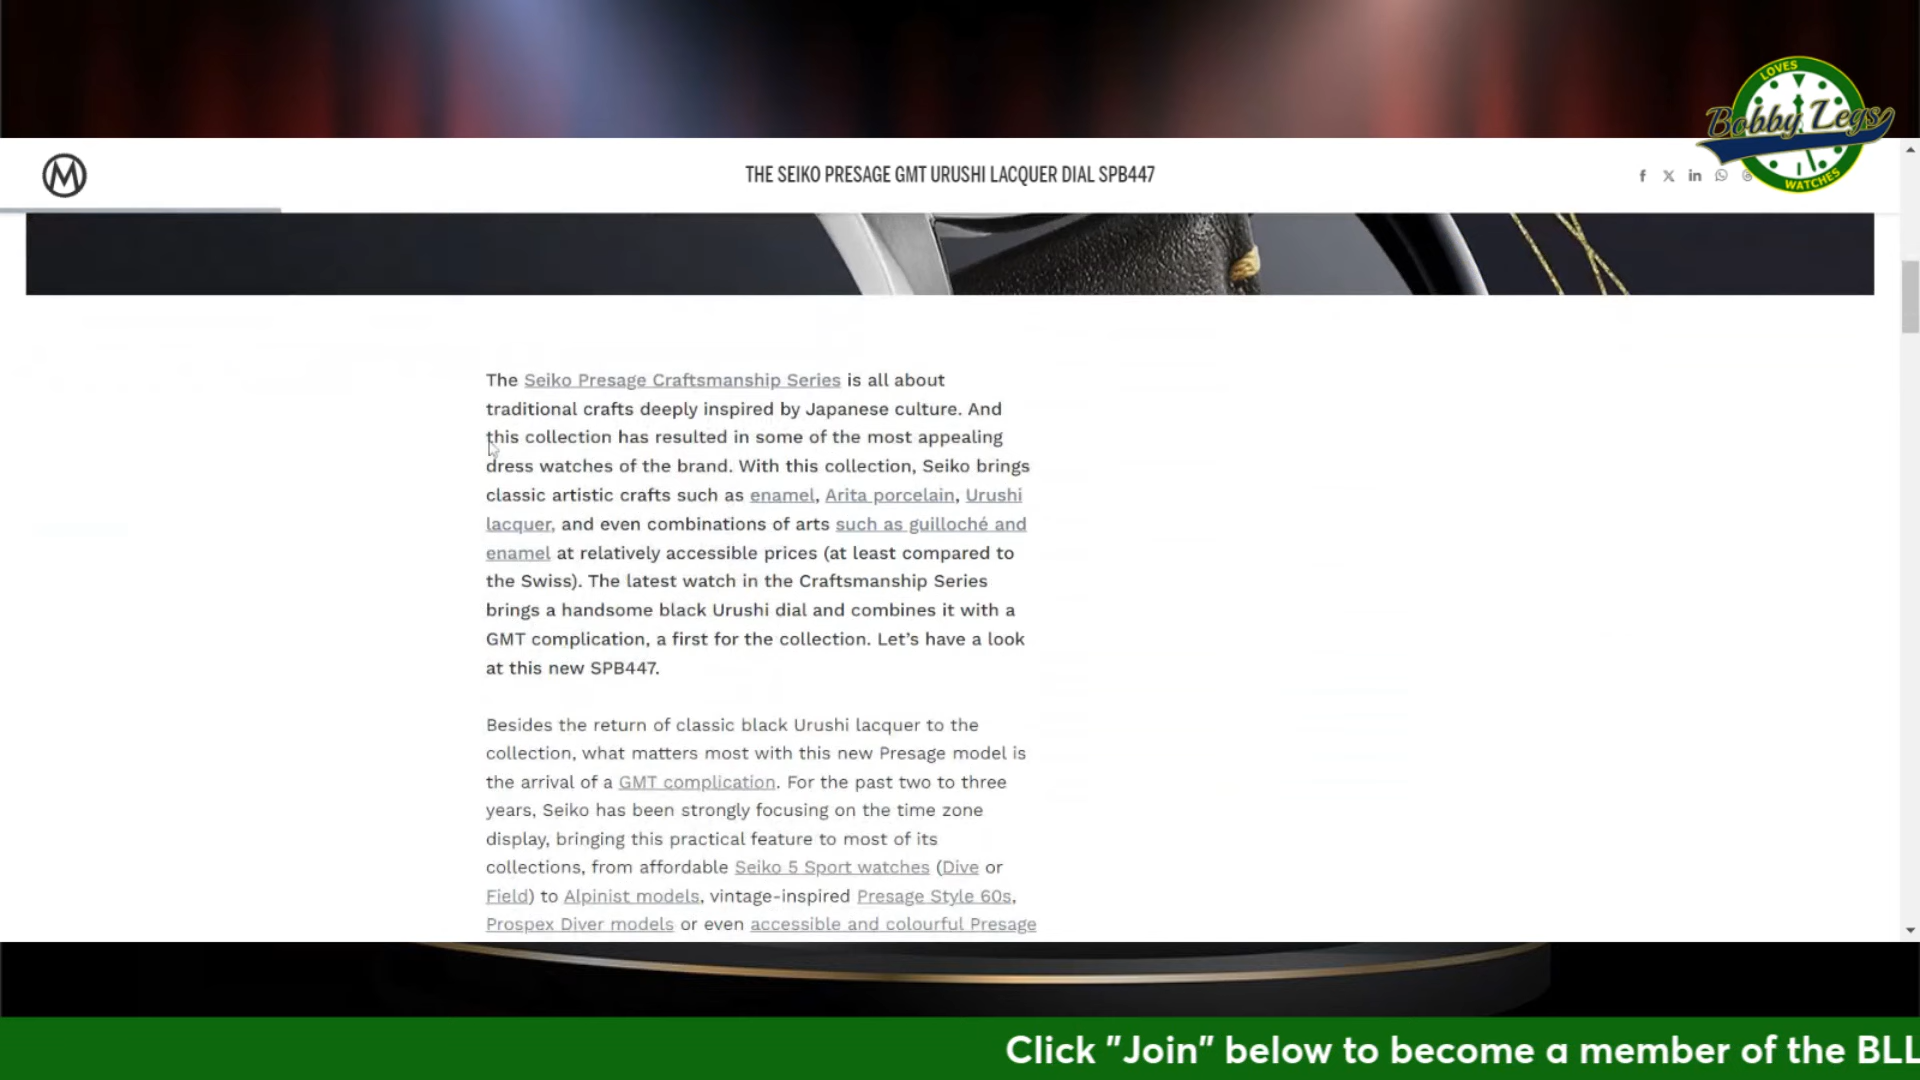 LOVES
Bobby Legs
WATCHES
M
THE SEIKO PRESAGE GMT URUSHI LACQUER DIAL SPB447
The Seiko Presage Craftsmanship Series is all about
traditional crafts deeply inspired by Japanese culture. And
this collection has resulted in some of the most appealing
dress watches of the brand. With this collection, Seiko brings
classic artistic crafts such as enamel, Arita porcelain, Urushi
lacquer, and even combinations of arts such as guilloché and
enamel at relatively accessible prices (at least compared to
the Swiss). The latest watch in the Craftsmanship Series
brings a handsome black Urushi dial and combines it with a
GMT complication, a first for the collection. Let’s have a look
at this new SPB447.
Besides the return of classic black Urushi lacquer to the
collection, what matters most with this new Presage model is
the arrival of a GMT complication. For the past two to three
years, Seiko has been strongly focusing on the time zone
display, bringing this practical feature to most of its
collections, from affordable Seiko 5 Sport watches (Dive or
Field) to Alpinist models, vintage-inspired Presage Style 60s,
Prospex Diver models or even accessible and colourful Presage
Click "Join" below to become a member of the BLL